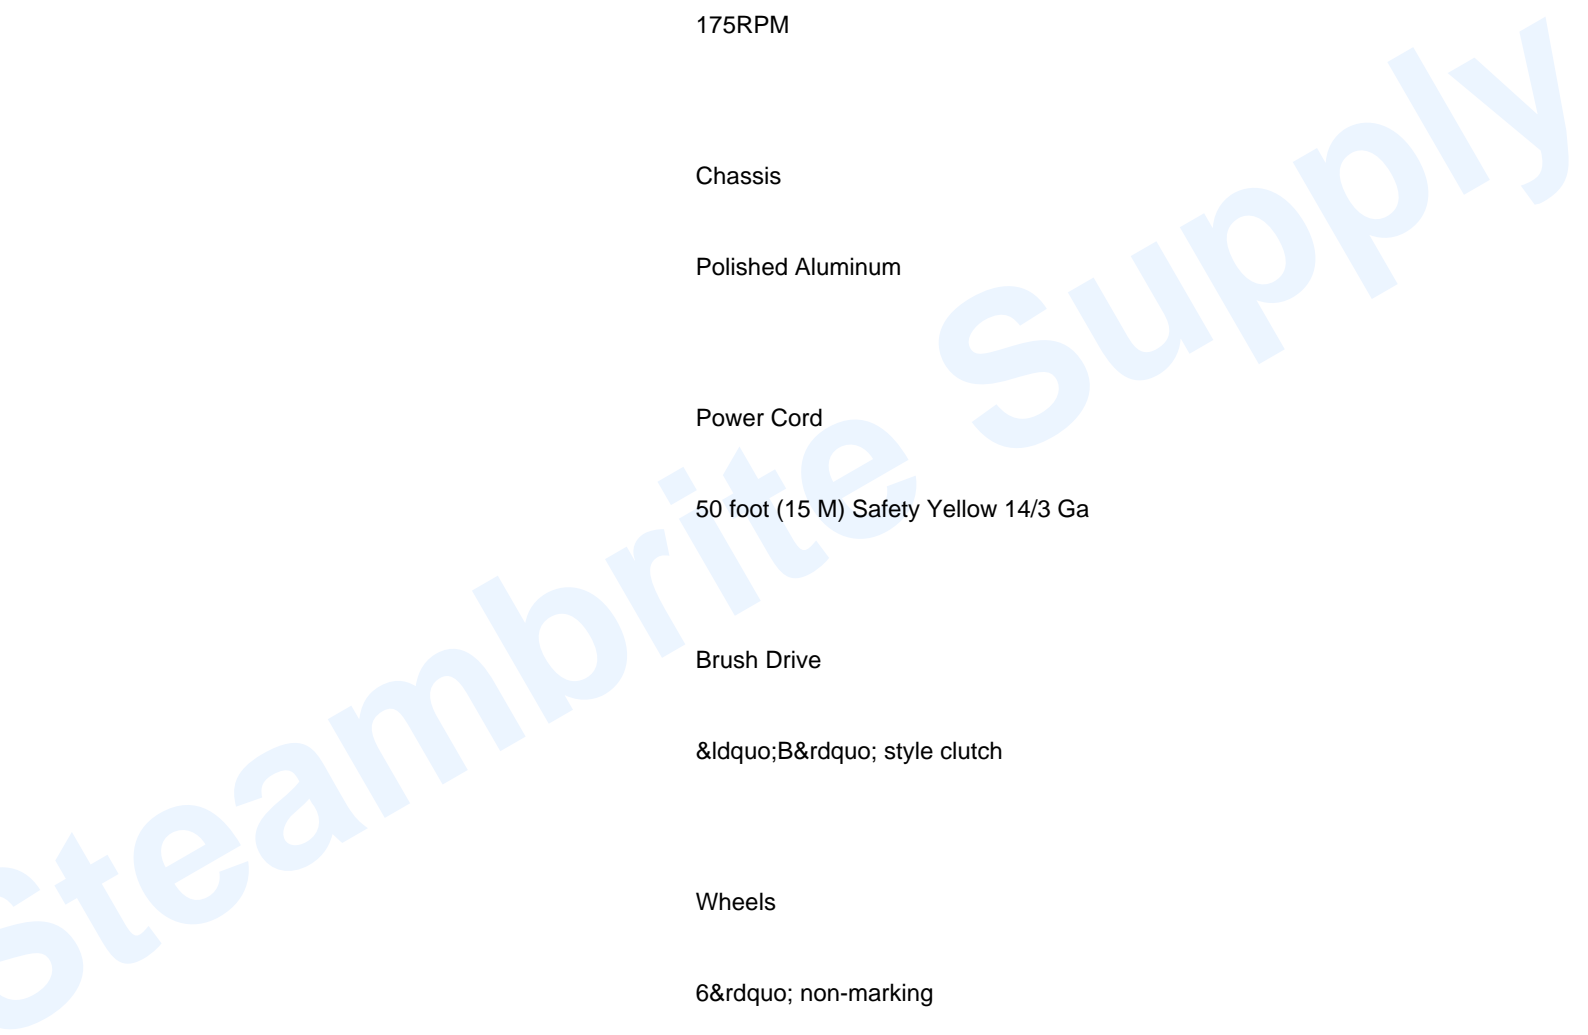 175RPM
Chassis
Polished Aluminum
Power Cord
50 foot (15 M) Safety Yellow 14/3 Ga
Brush Drive
&ldquo;B&rdquo; style clutch
Wheels
6&rdquo; non-marking
Steambrite Supply